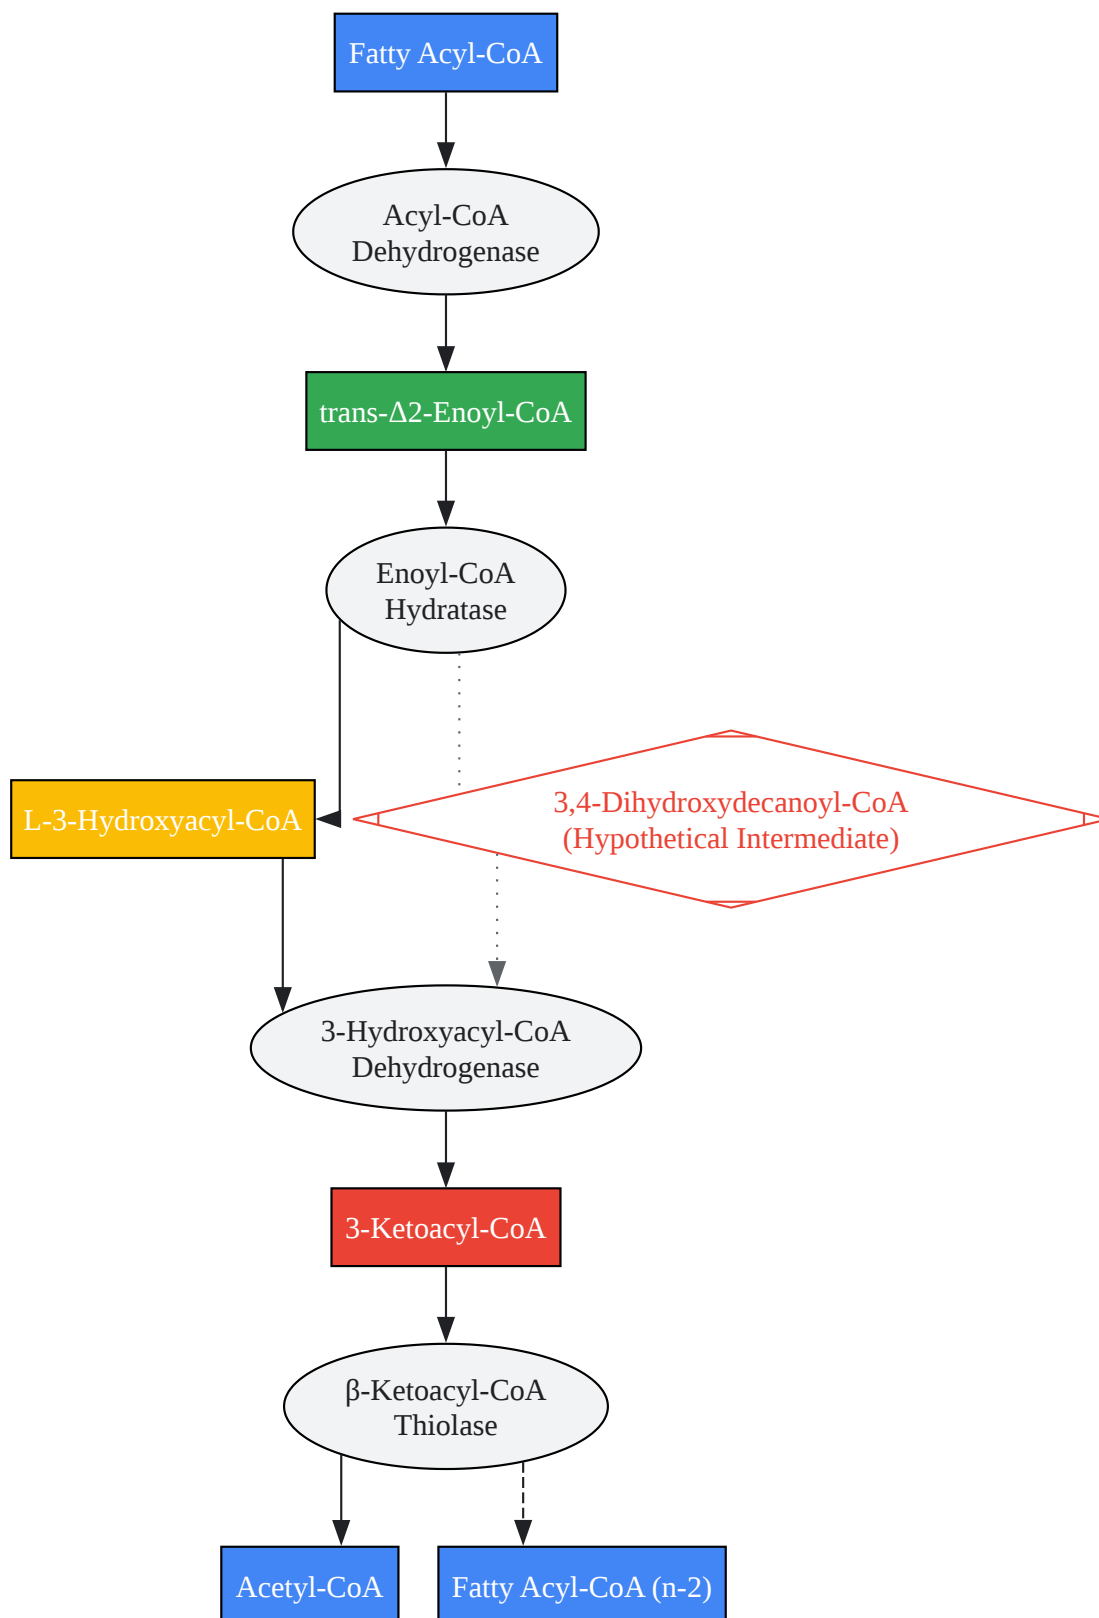 Fatty Acyl-CoA
Acyl-CoA
Dehydrogenase
trans-Δ2-Enoyl-CoA
Enoyl-CoA
Hydratase
L-3-Hydroxyacyl-CoA
3,4-Dihydroxydecanoyl-CoA
(Hypothetical Intermediate)
3-Hydroxyacyl-CoA
Dehydrogenase
3-Ketoacyl-CoA
β-Ketoacyl-CoA
Thiolase
Acetyl-CoA
Fatty Acyl-CoA (n-2)